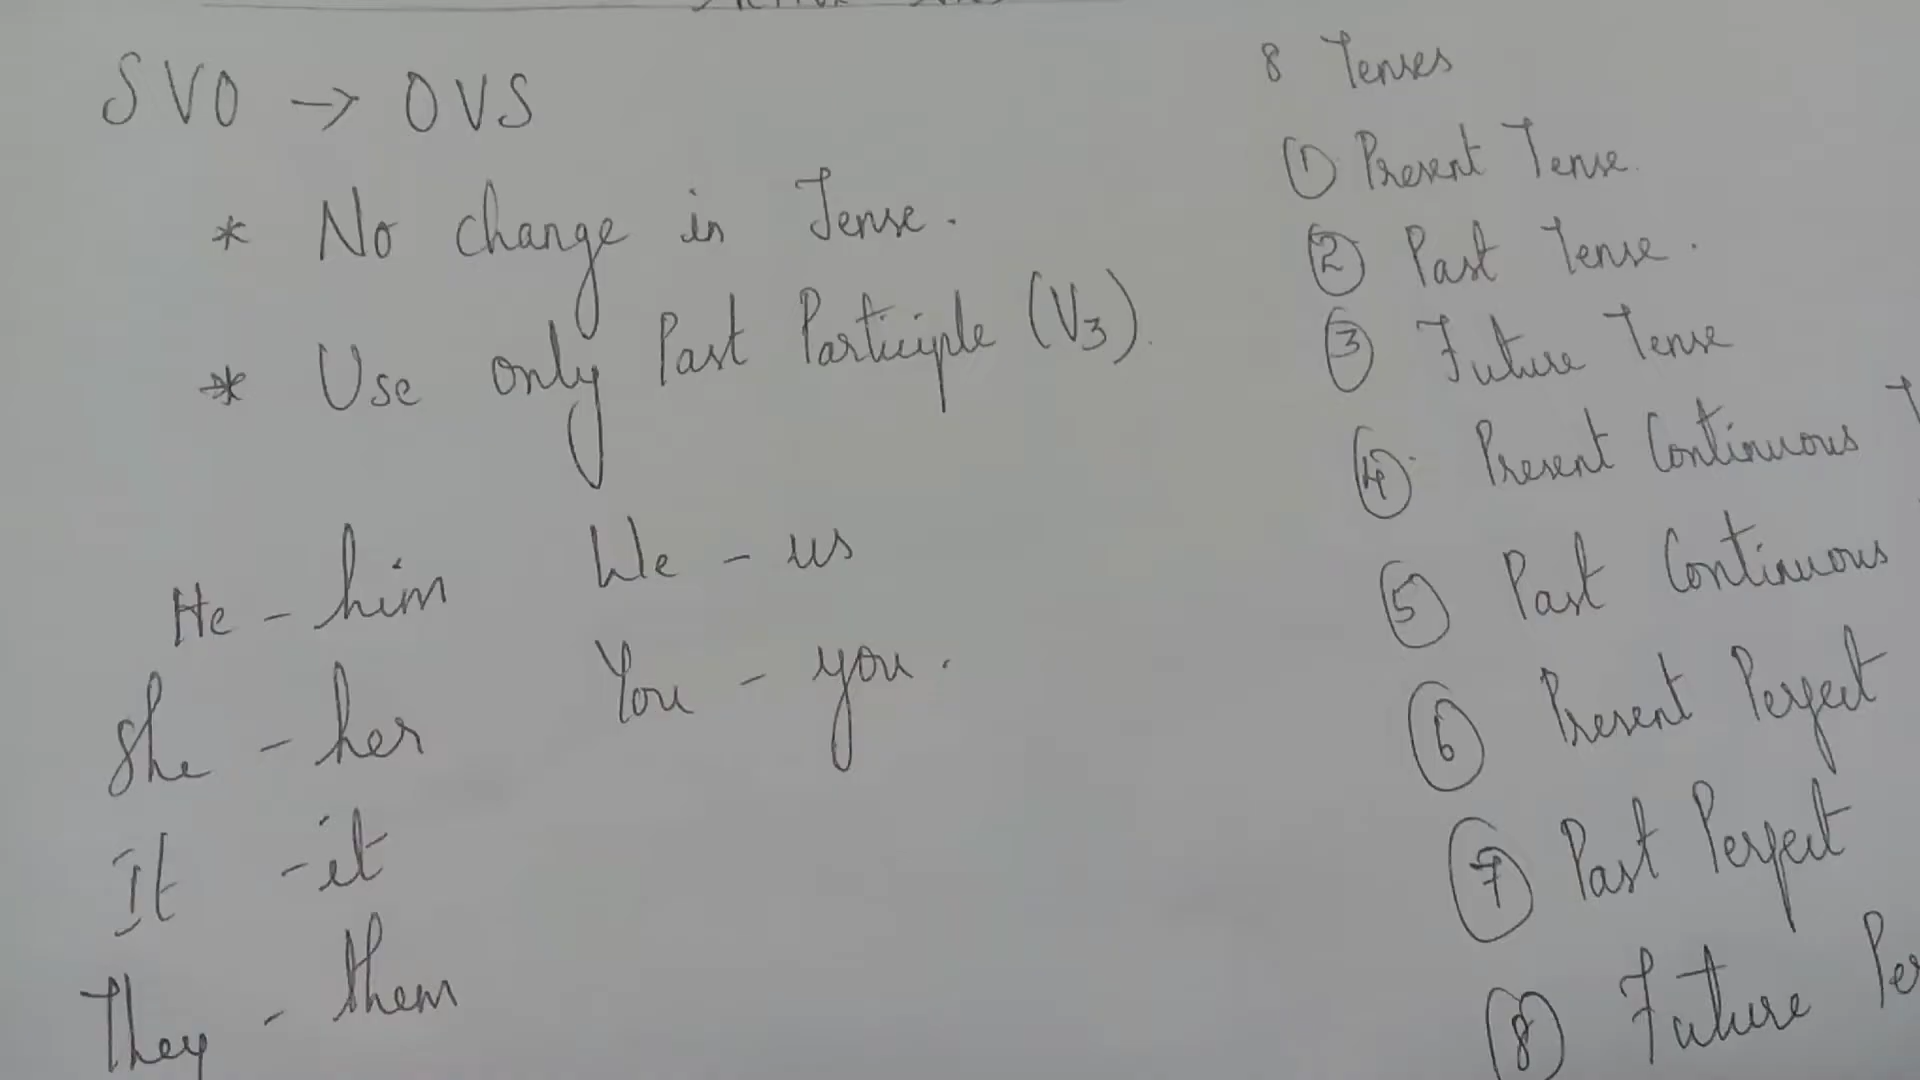 SVO → OVS
* No change in Tense.
* Use only Past Participle (V3).
He - him
She - her
It - it
They - them
We - us
You - you.
8 Tenses
① Present Tense.
② Past Tense.
③ Future Tense
④ Present Continuous
⑤ Past Continuous
⑥ Present Perfect
⑦ Past Perfect
⑧ Future